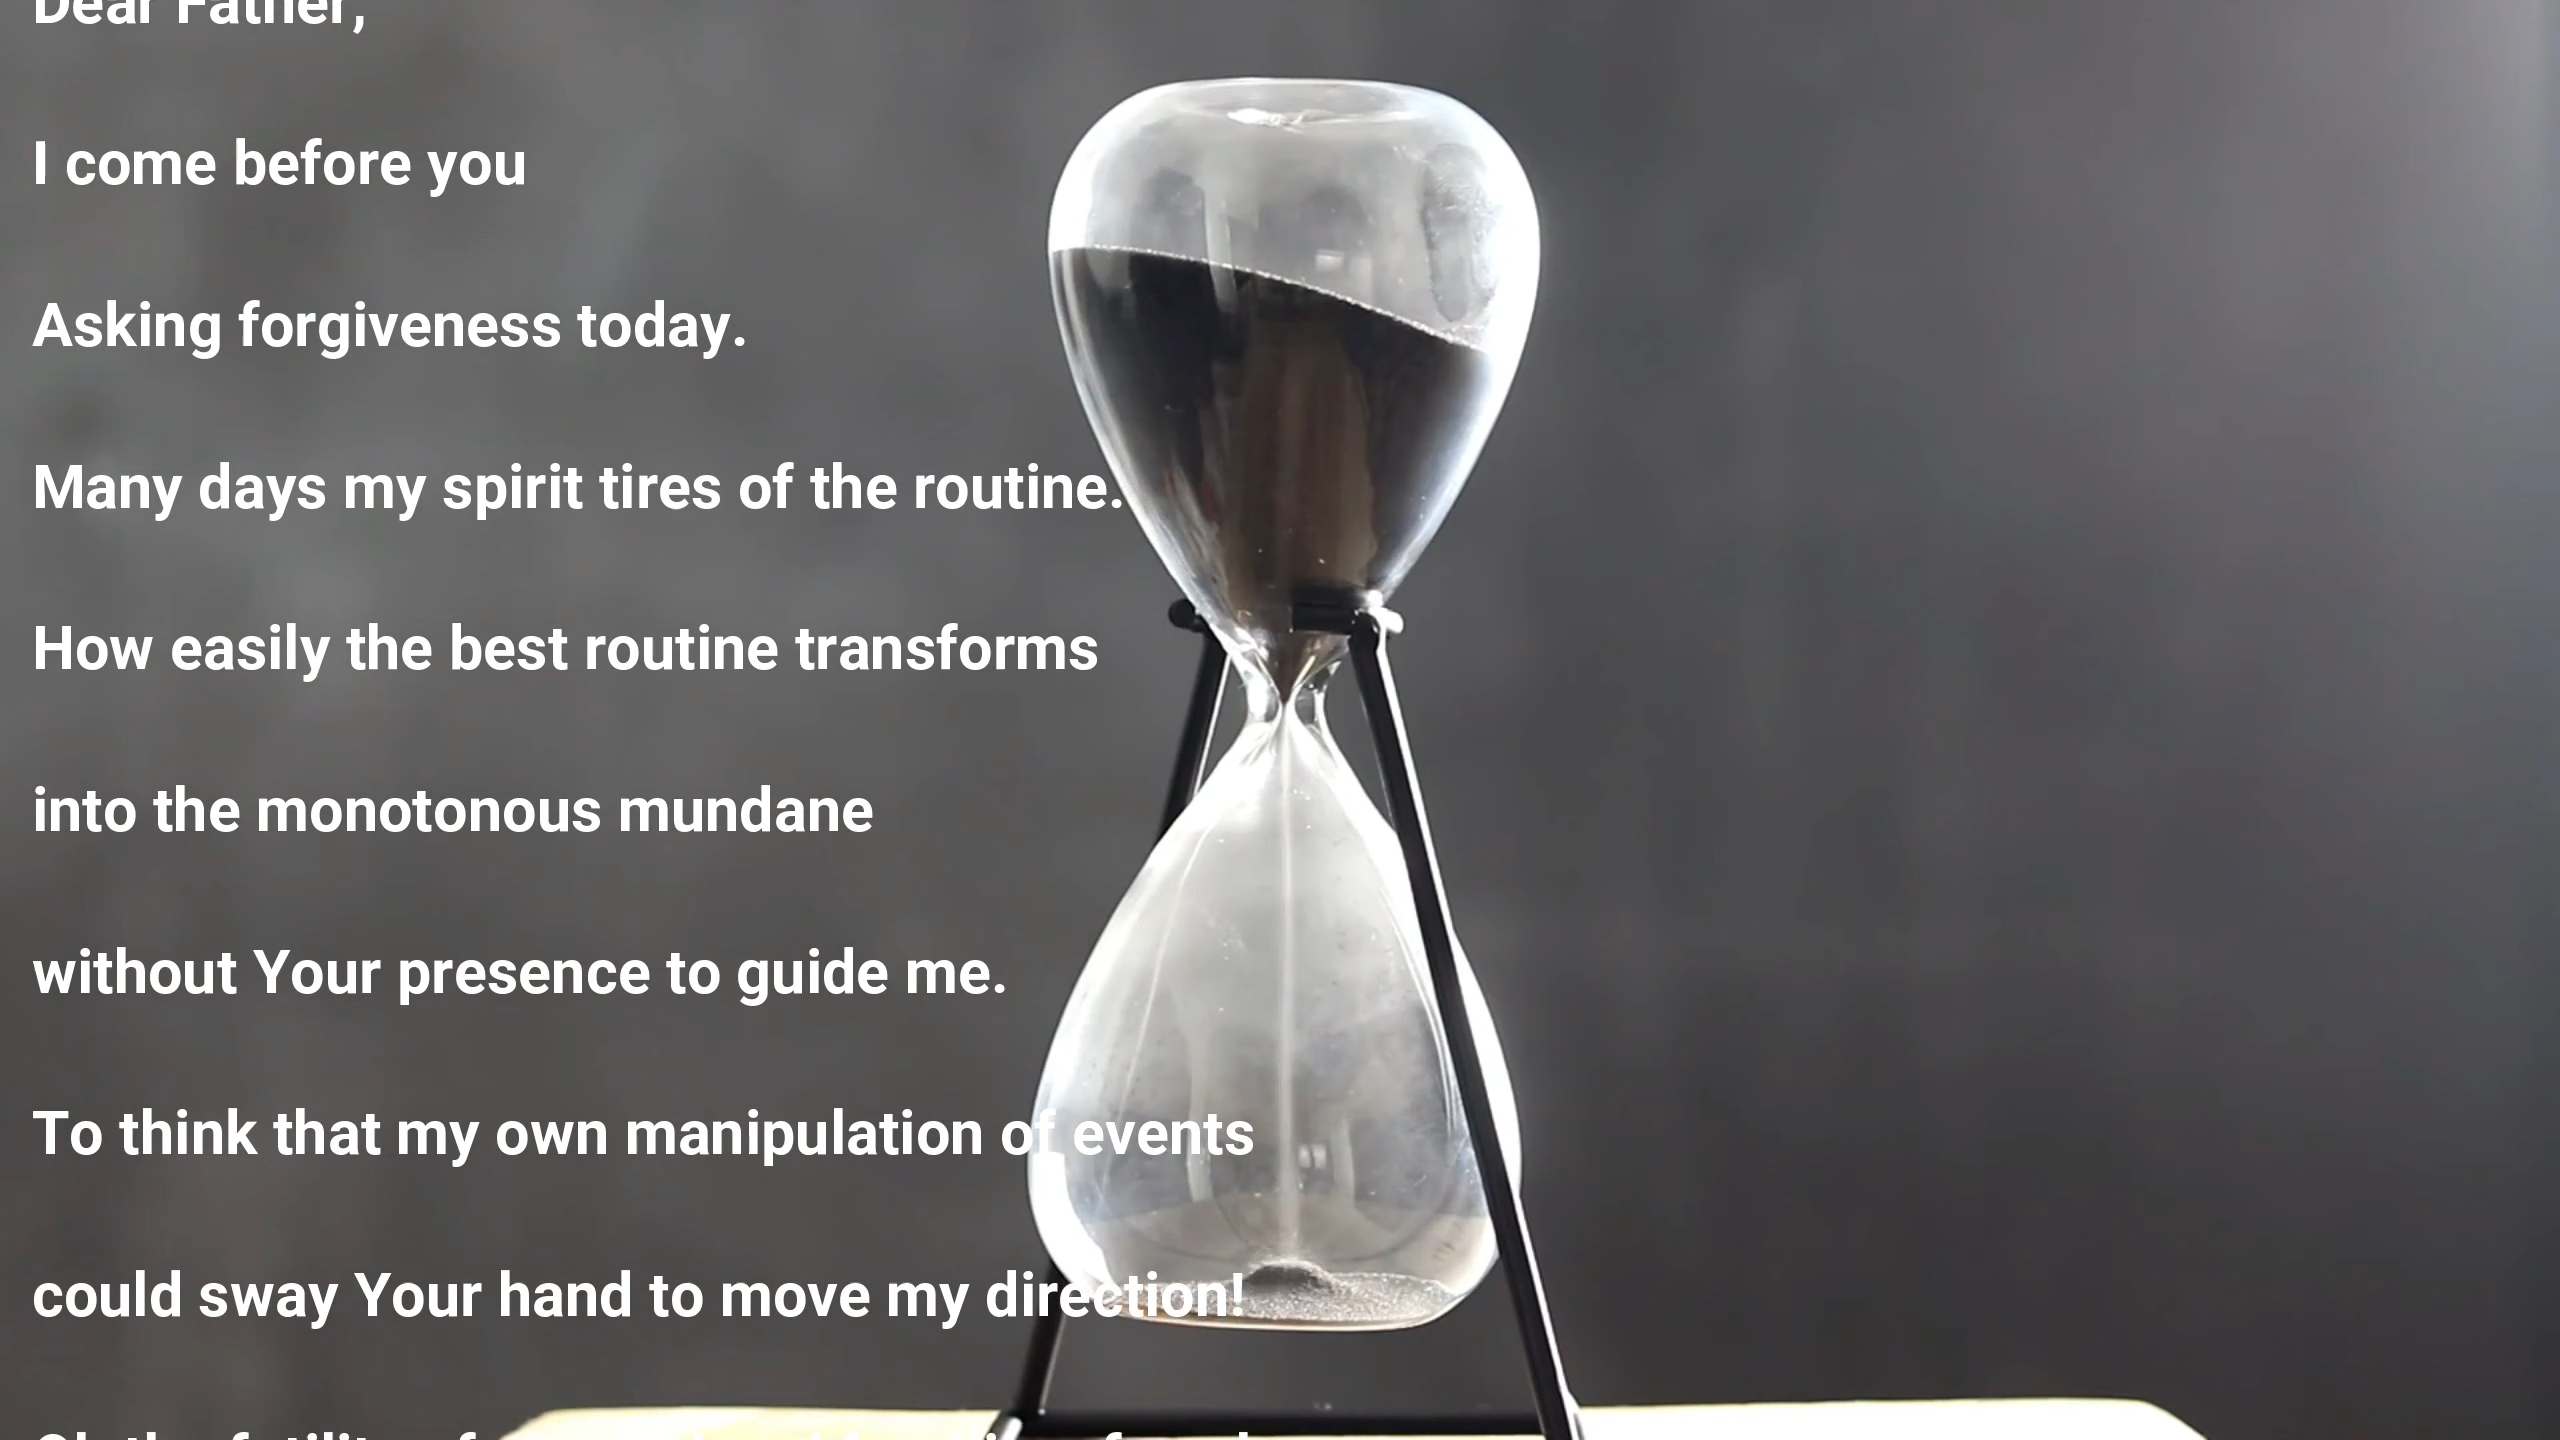 Dear Father,
I come before you
Asking forgiveness today.
Many days my spirit tires of the routine.
How easily the best routine transforms
into the monotonous mundane
without Your presence to guide me.
To think that my own manipulation of events
could sway Your hand to move my direction!